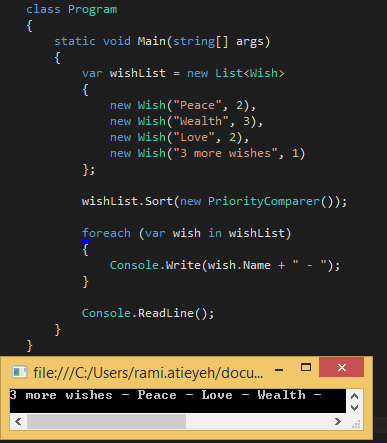 class Program
{
    static void Main(string[] args)
    {
        var wishList = new List<Wish>
        {
            new Wish("Peace", 2),
            new Wish("Wealth", 3),
            new Wish("Love", 2),
            new Wish("3 more wishes", 1)
        };

        wishList.Sort(new PriorityComparer());

        foreach (var wish in wishList)
        {
            Console.Write(wish.Name + " - ");
        }

        Console.ReadLine();
    }
}
file:///C:/Users/rami.atieyeh/docu...
3 more wishes - Peace - Love - Wealth -